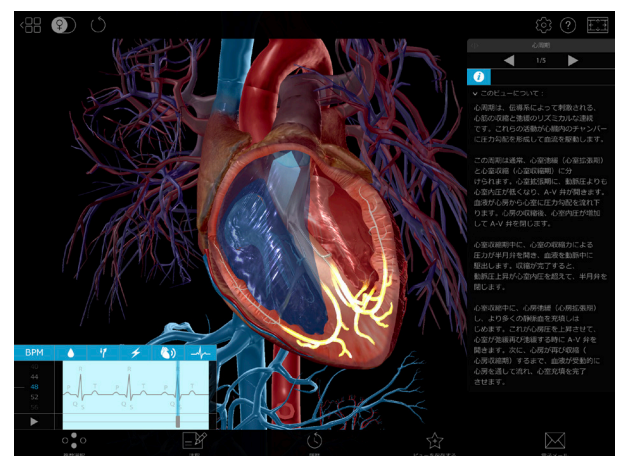 心周期
1/5
このビューについて：
心周期は、伝導系によって刺激される、
心筋の収縮と弛緩のリズミカルな連続
です。これらの活動が心臓内のチャンバー
に圧力勾配を形成して血流を駆動します。
この周期は通常、心室弛緩（心室拡張期）
と心室収縮（心室収縮期）に分
けられます。心室拡張期に、動脈圧よりも
心室内圧が低くなり、A-V 弁が開きます。
血液が心房から心室に圧力勾配を流れ下
ります。心房の収縮後、心室内圧が増加
して A-V 弁を閉じます。
心室収縮期中に、心室の収縮力による
圧力が半月弁を開き、血液を動脈中に
駆出します。収縮が完了すると、
動脈圧上昇が心室内圧を超えて、半月弁を
閉じます。
心室収縮中に、心房弛緩（心房拡張期）
し、より多くの静脈血を充填しは
じめます。これが心房圧を上昇させて、
心室が弛緩再び弛緩する時に A-V 弁を
開きます。次に、心房が再び収縮（
心房収縮期）するまで、血液が受動的に
心房を通して流れ、心室充填を完了
させます。
BPM
40
44
48
52
56
R R R
P T P T P
Q S Q S Q